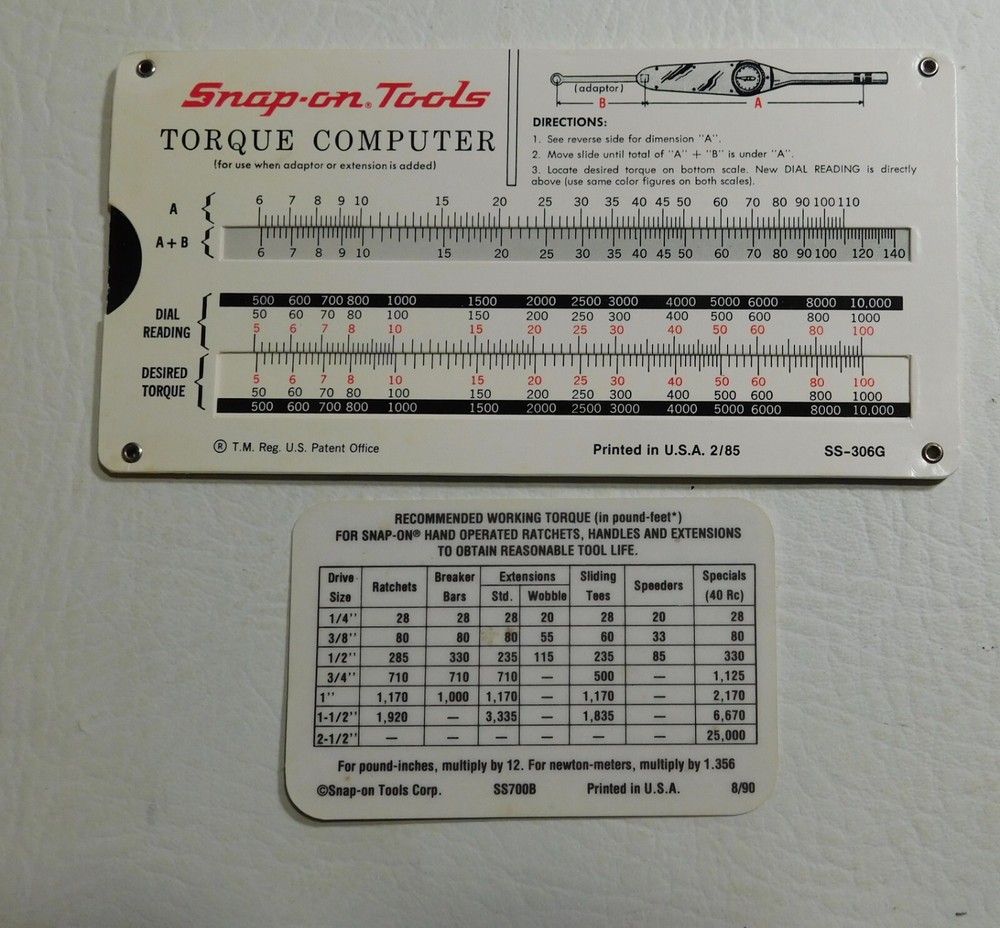 Snap-on® Tools
TORQUE COMPUTER
(for use when adaptor or extension is added)
(adaptor)
B
A
DIRECTIONS:
1. See reverse side for dimension "A".
2. Move slide until total of "A" + "B" is under "A".
3. Locate desired torque on bottom scale. New DIAL READING is directly
above (use same color figures on both scales).
A 6 7 8 9 10 15 20 25 30 35 40 45 50 60 70 80 90 100 110
A + B 6 7 8 9 10 15 20 25 30 35 40 45 50 60 70 80 90 100 120 140
DIAL READING
500 600 700 800 1000 1500 2000 2500 3000 4000 5000 6000 8000 10,000
50 60 70 80 100 150 200 250 300 400 500 600 800 1000
5 6 7 8 10 15 20 25 30 40 50 60 80 100
DESIRED TORQUE
5 6 7 8 10 15 20 25 30 40 50 60 80 100
50 60 70 80 100 150 200 250 300 400 500 600 800 1000
500 600 700 800 1000 1500 2000 2500 3000 4000 5000 6000 8000 10,000
® T.M. Reg. U.S. Patent Office Printed in U.S.A. 2/85 SS-306G
RECOMMENDED WORKING TORQUE (in pound-feet*)
FOR SNAP-ON® HAND OPERATED RATCHETS, HANDLES AND EXTENSIONS
TO OBTAIN REASONABLE TOOL LIFE.
Drive Size Ratchets Breaker Bars Extensions Std. Wobble Sliding Tees Speeders Specials (40 Rc)
1/4'' 28 28 28 20 28 20 28
3/8'' 80 80 80 55 60 33 80
1/2'' 285 330 235 115 235 85 330
3/4'' 710 710 710 — 500 — 1,125
1'' 1,170 1,000 1,170 — 1,170 — 2,170
1-1/2'' 1,920 — 3,335 — 1,835 — 6,670
2-1/2'' — — — — — — 25,000
For pound-inches, multiply by 12. For newton-meters, multiply by 1.356
©Snap-on Tools Corp. SS700B Printed in U.S.A. 8/90